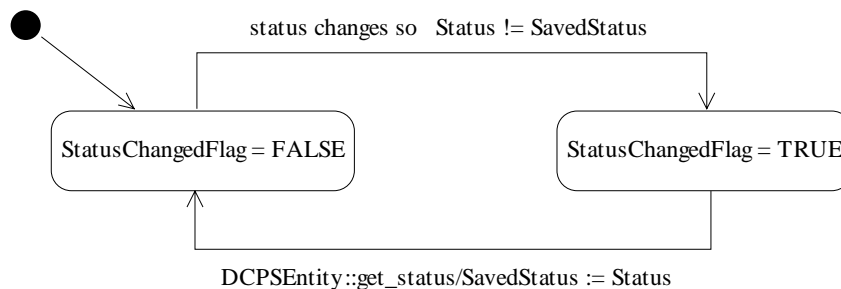 status changes so Status != SavedStatus
StatusChangedFlag = FALSE
StatusChangedFlag = TRUE
DCPSEntity::get_status/SavedStatus := Status